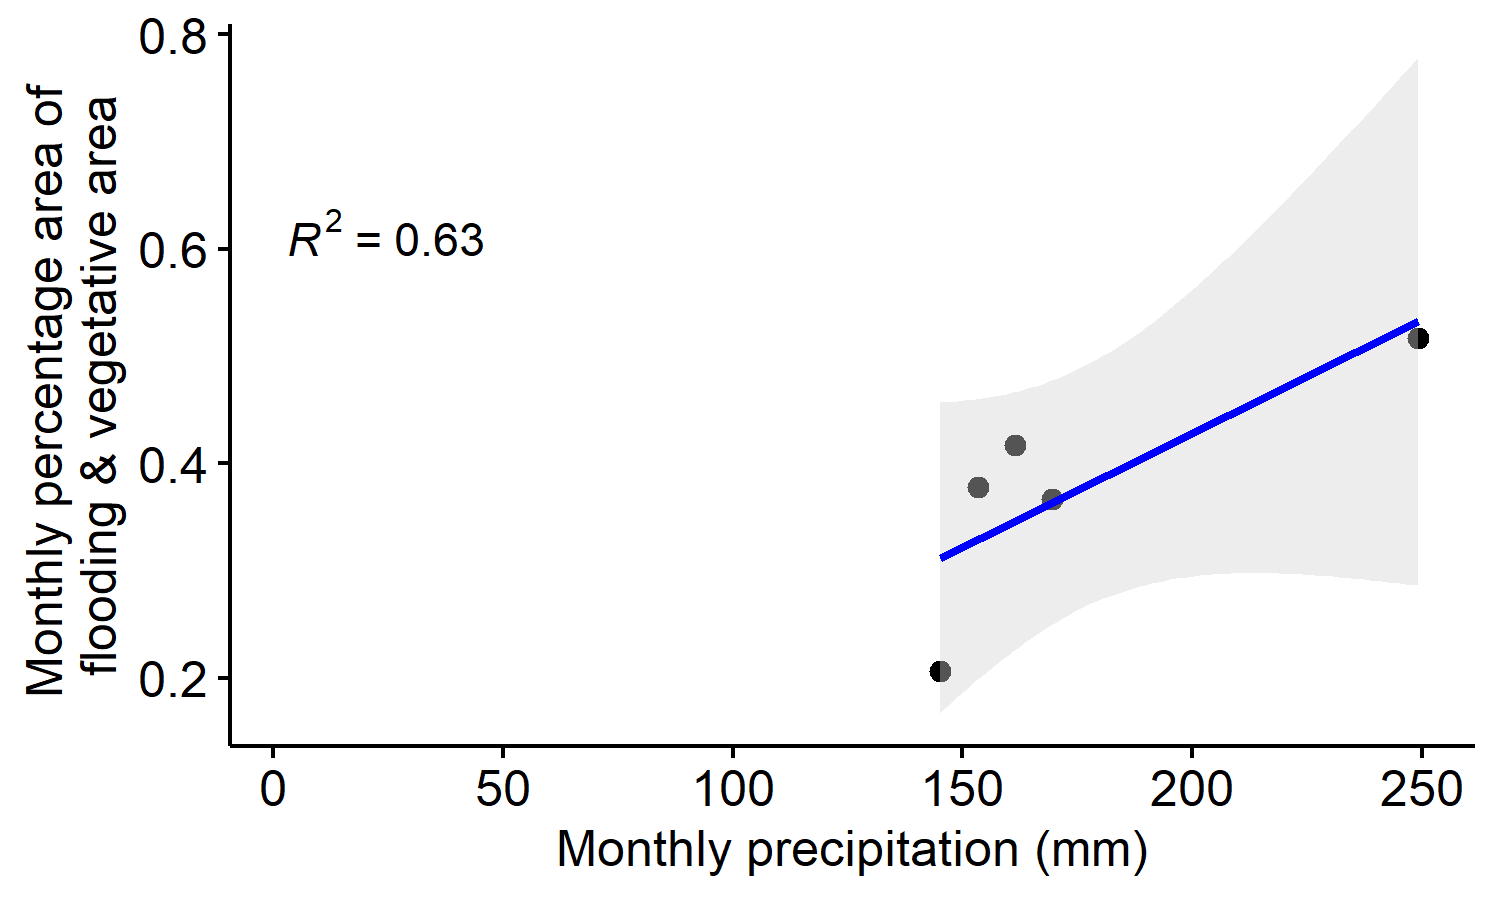 Monthly percentage area of
flooding & vegetative area
0.8
0.6
0.4
0.2
R² = 0.63
0 50 100 150 200 250
Monthly precipitation (mm)